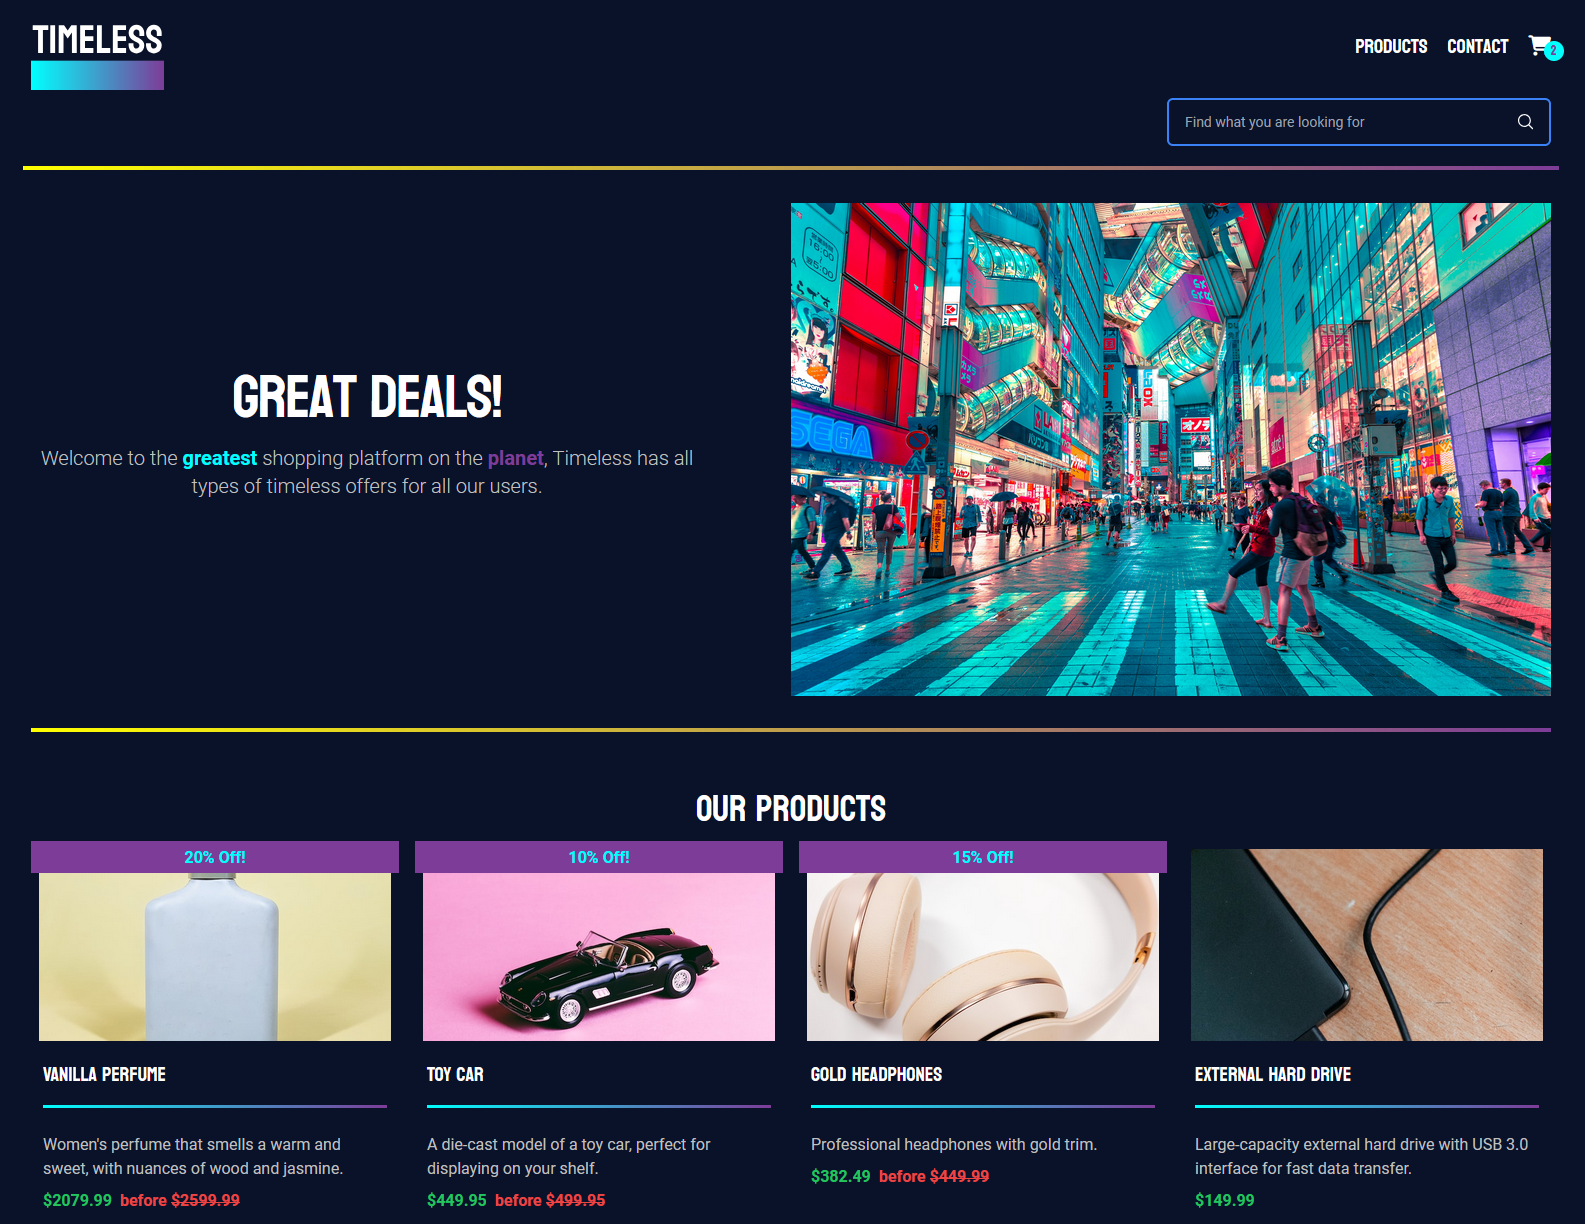 TIMELESS
PRODUCTS
CONTACT
2
Find what you are looking for
GREAT DEALS!
Welcome to the greatest shopping platform on the planet, Timeless has all
types of timeless offers for all our users.
SEGA
OUR PRODUCTS
20% Off!
10% Off!
15% Off!
VANILLA PERFUME
Women's perfume that smells a warm and
sweet, with nuances of wood and jasmine.
$2079.99 before $2599.99
TOY CAR
A die-cast model of a toy car, perfect for
displaying on your shelf.
$449.95 before $499.95
GOLD HEADPHONES
Professional headphones with gold trim.
$382.49 before $449.99
EXTERNAL HARD DRIVE
Large-capacity external hard drive with USB 3.0
interface for fast data transfer.
$149.99